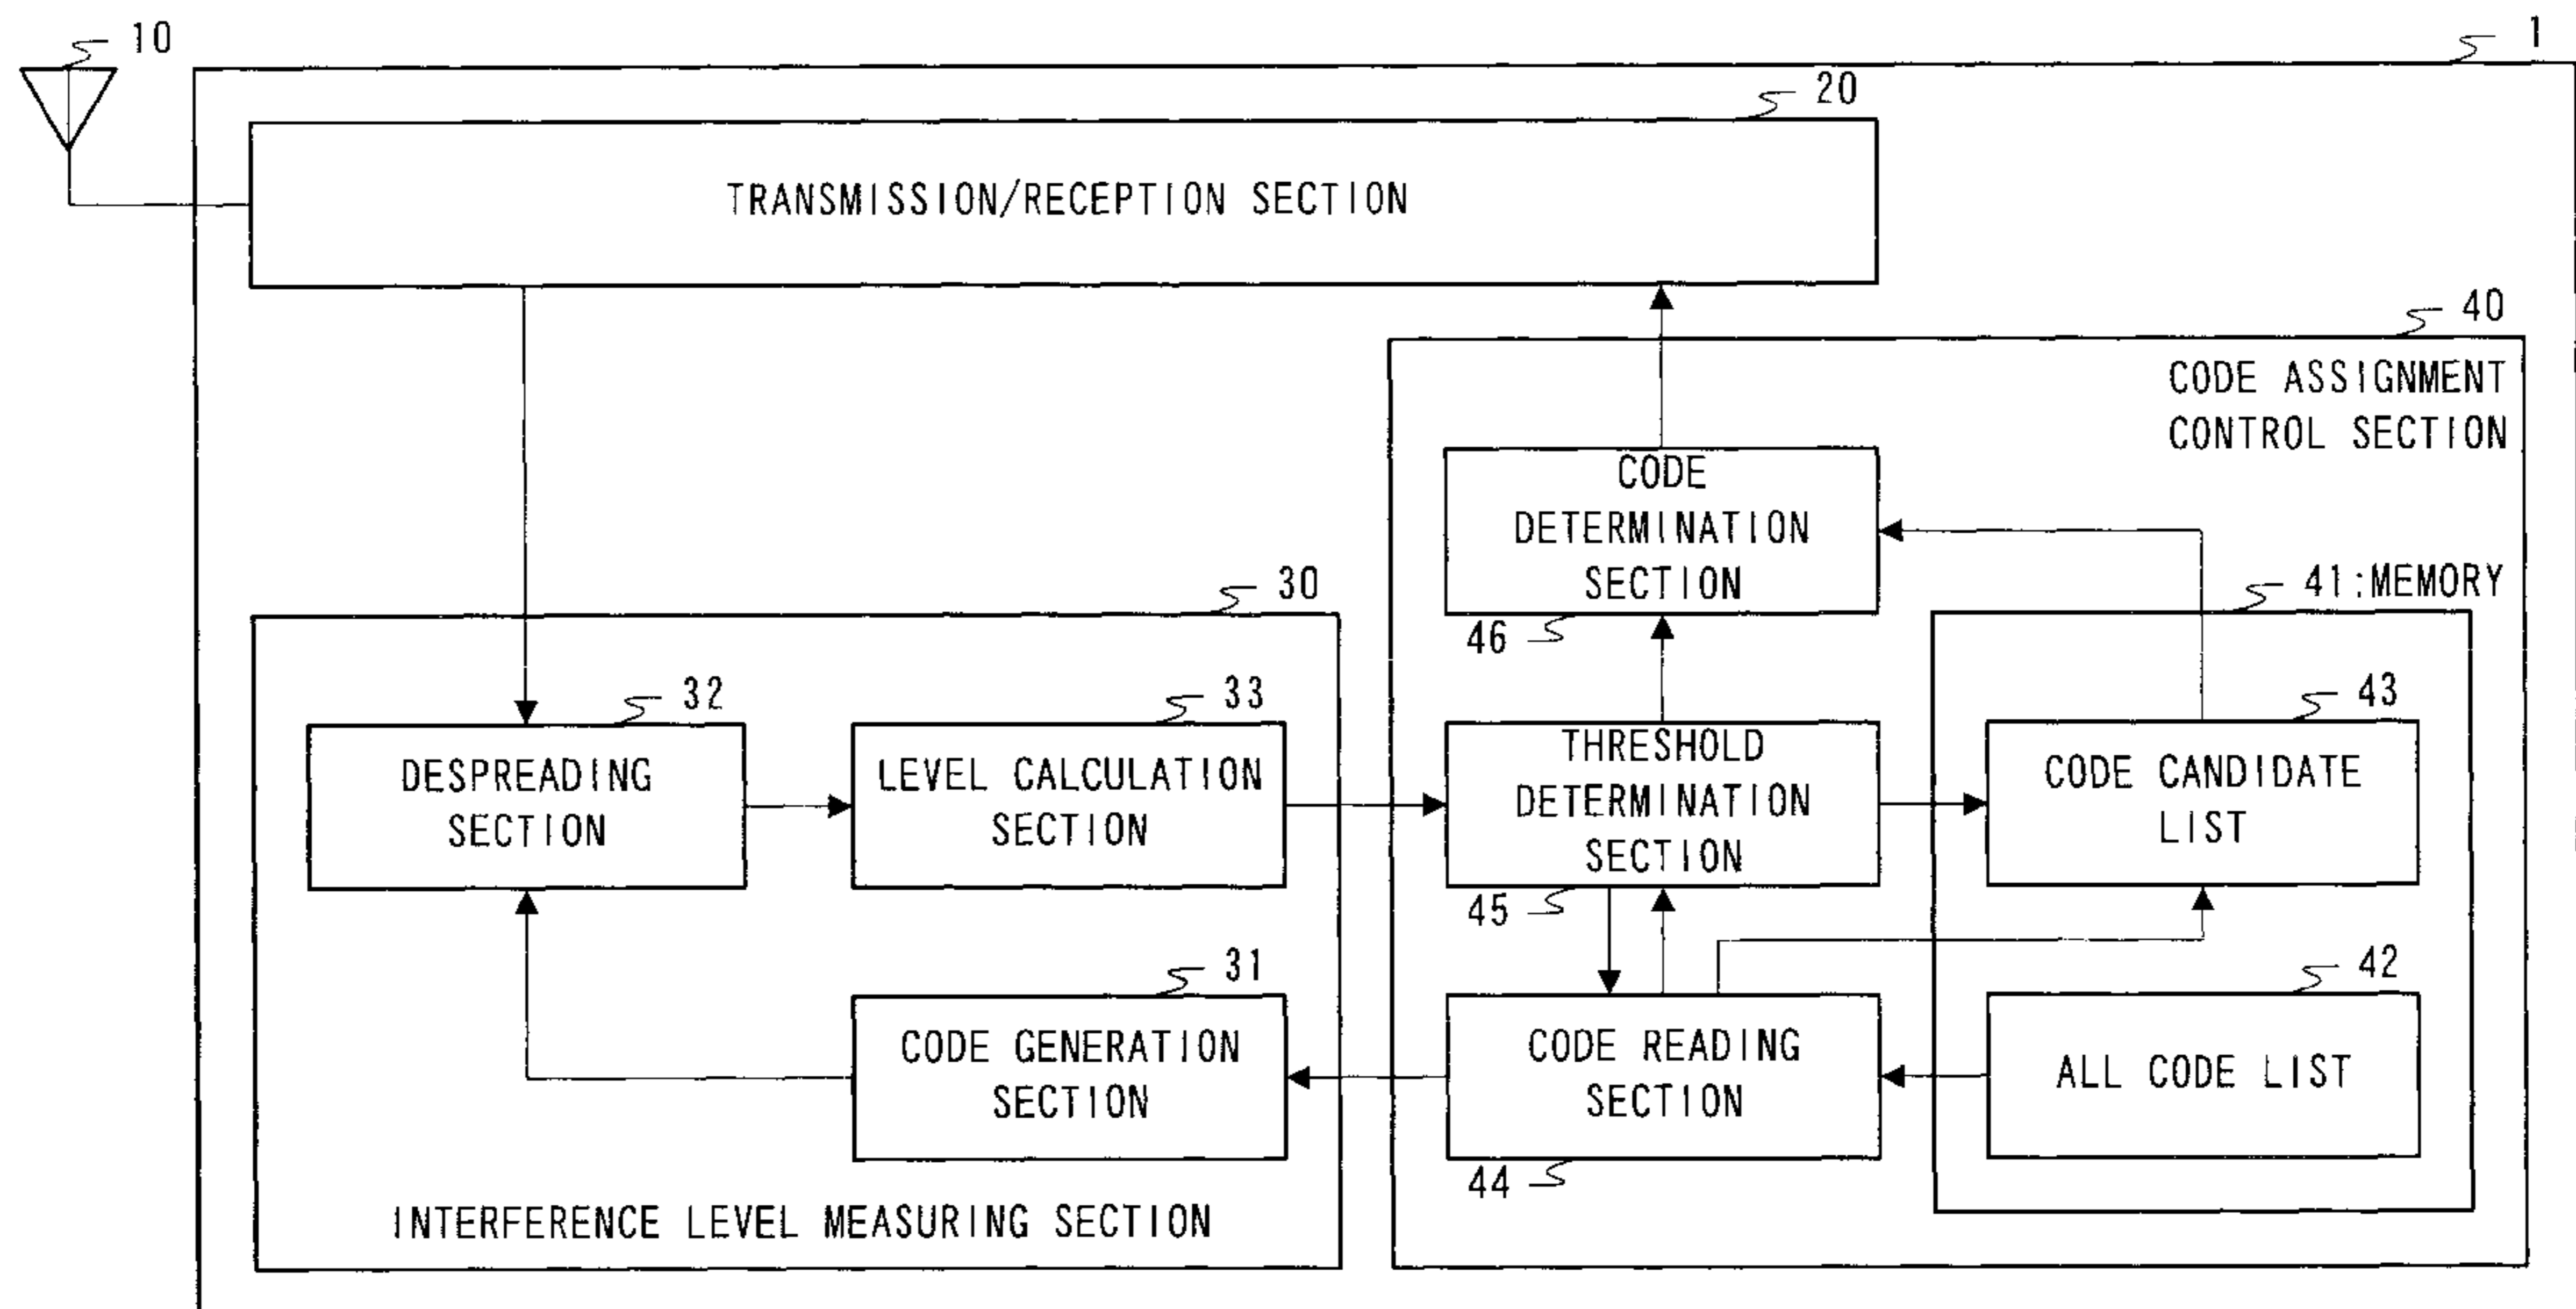 10
1
20
TRANSMISSION/RECEPTION SECTION
40
CODE ASSIGNMENT
CONTROL SECTION
CODE
DETERMINATION
SECTION
46
41:MEMORY
30
32
DESPREADING
SECTION
33
LEVEL CALCULATION
SECTION
THRESHOLD
DETERMINATION
SECTION
45
43
CODE CANDIDATE
LIST
31
CODE GENERATION
SECTION
CODE READING
SECTION
44
42
ALL CODE LIST
INTERFERENCE LEVEL MEASURING SECTION